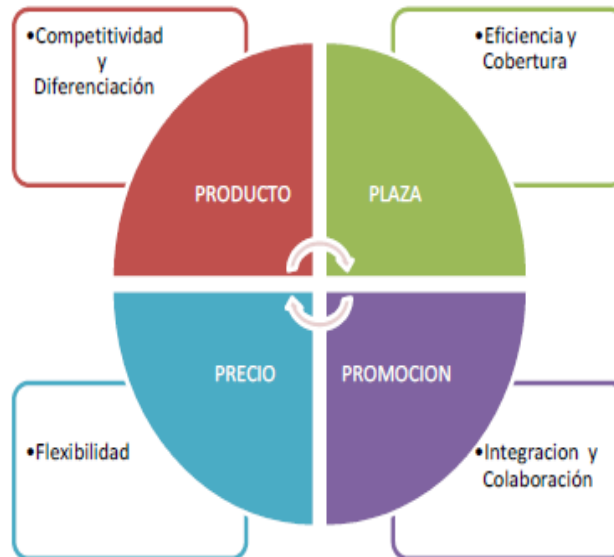 •Competitividad
y
Diferenciación
•Eficiencia y
Cobertura
PRODUCTO
PLAZA
PRECIO
PROMOCION
•Flexibilidad
•Integracion y
Colaboración